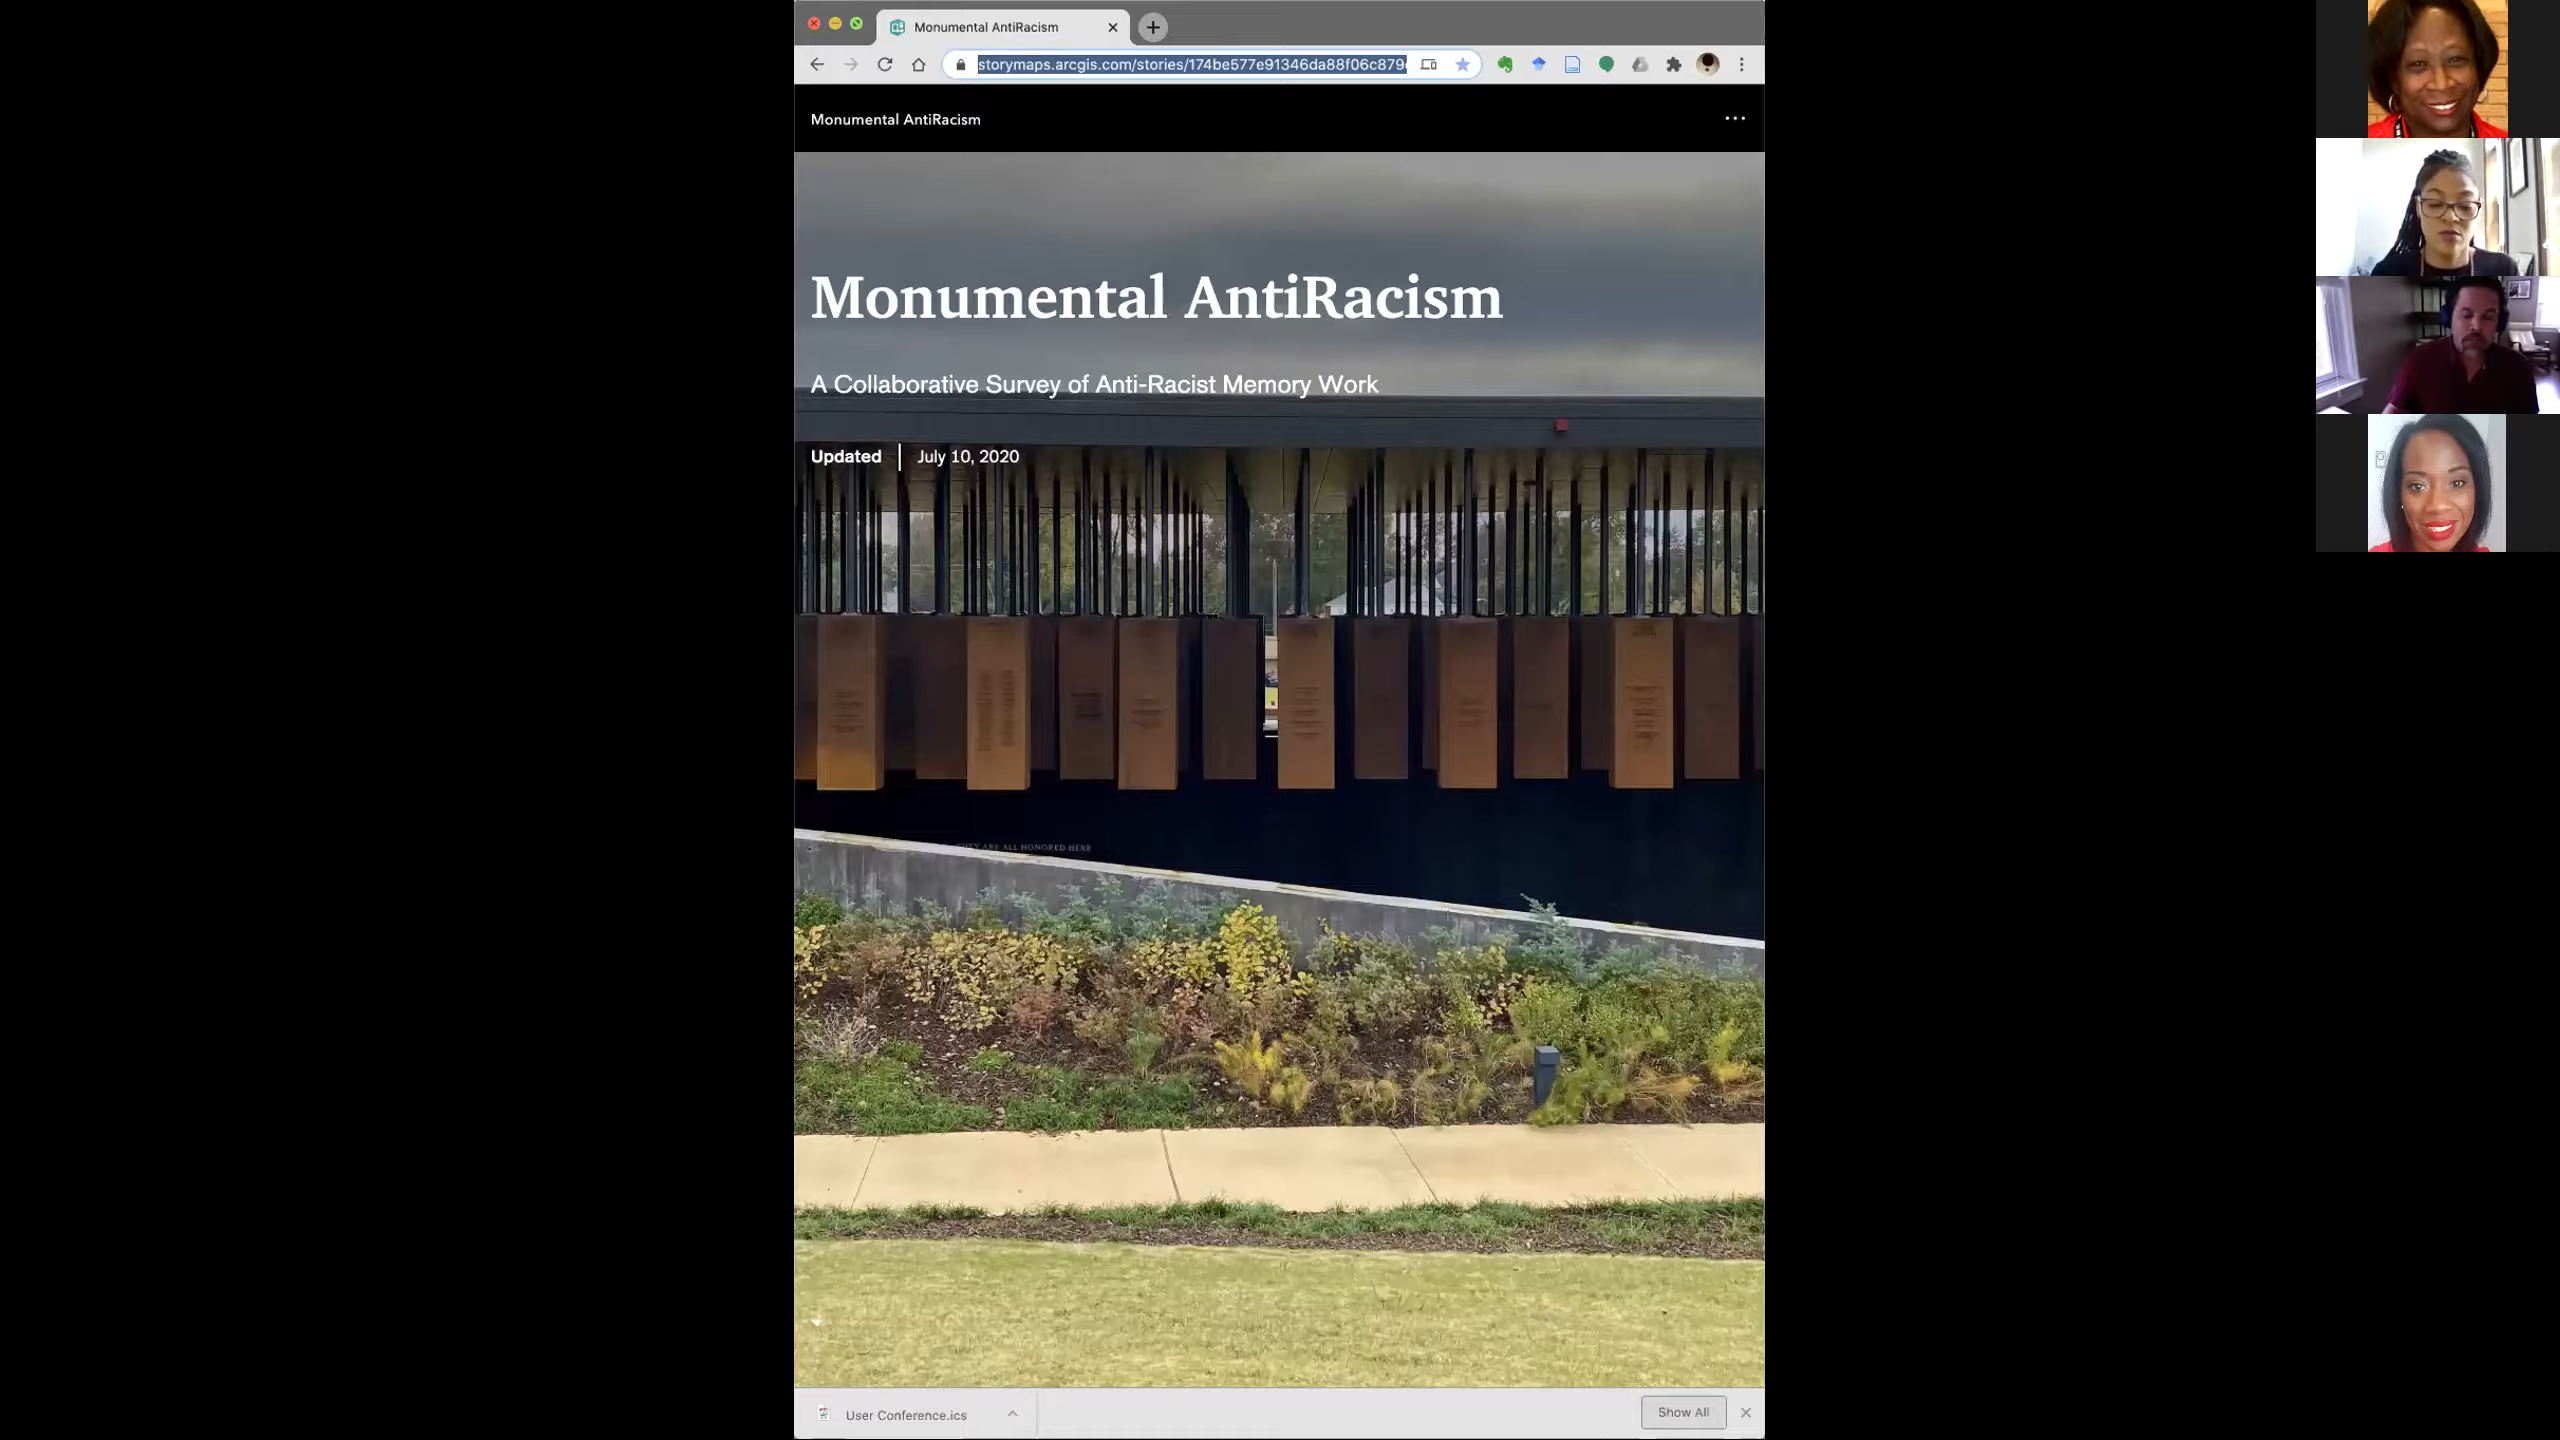 Monumental AntiRacism
storymaps.arcgis.com/stories/174be577e91346da88f06c879
Monumental AntiRacism
Monumental AntiRacism
A Collaborative Survey of Anti-Racist Memory Work
Updated | July 10, 2020
THEY ARE ALL HONORED HERE
User Conference.ics
Show All